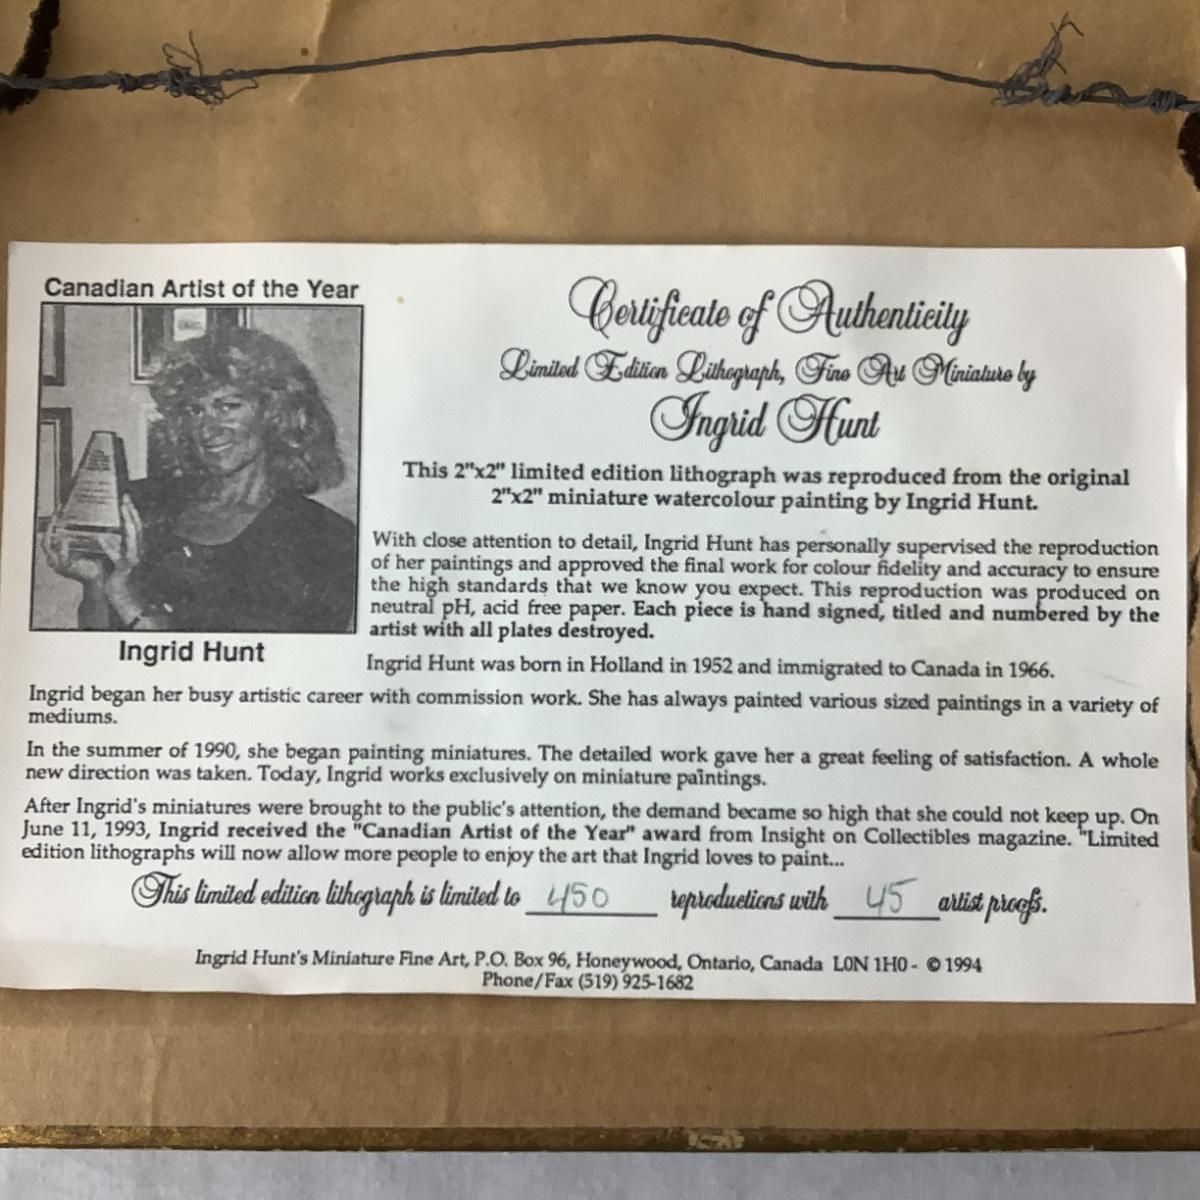 Canadian Artist of the Year
Ingrid Hunt
Certificate of Authenticity
Limited Edition Lithograph, Fine Art Miniature by
Ingrid Hunt
This 2"x2" limited edition lithograph was reproduced from the original
2"x2" miniature watercolour painting by Ingrid Hunt.
With close attention to detail, Ingrid Hunt has personally supervised the reproduction
of her paintings and approved the final work for colour fidelity and accuracy to ensure
the high standards that we know you expect. This reproduction was produced on
neutral pH, acid free paper. Each piece is hand signed, titled and numbered by the
artist with all plates destroyed.
Ingrid Hunt was born in Holland in 1952 and immigrated to Canada in 1966.
Ingrid began her busy artistic career with commission work. She has always painted various sized paintings in a variety of
mediums.
In the summer of 1990, she began painting miniatures. The detailed work gave her a great feeling of satisfaction. A whole
new direction was taken. Today, Ingrid works exclusively on miniature paintings.
After Ingrid's miniatures were brought to the public's attention, the demand became so high that she could not keep up. On
June 11, 1993, Ingrid received the "Canadian Artist of the Year" award from Insight on Collectibles magazine. "Limited
edition lithographs will now allow more people to enjoy the art that Ingrid loves to paint...
This limited edition lithograph is limited to 450 reproductions with 45 artist proofs.
Ingrid Hunt's Miniature Fine Art, P.O. Box 96, Honeywood, Ontario, Canada L0N 1H0 - © 1994
Phone/Fax (519) 925-1682